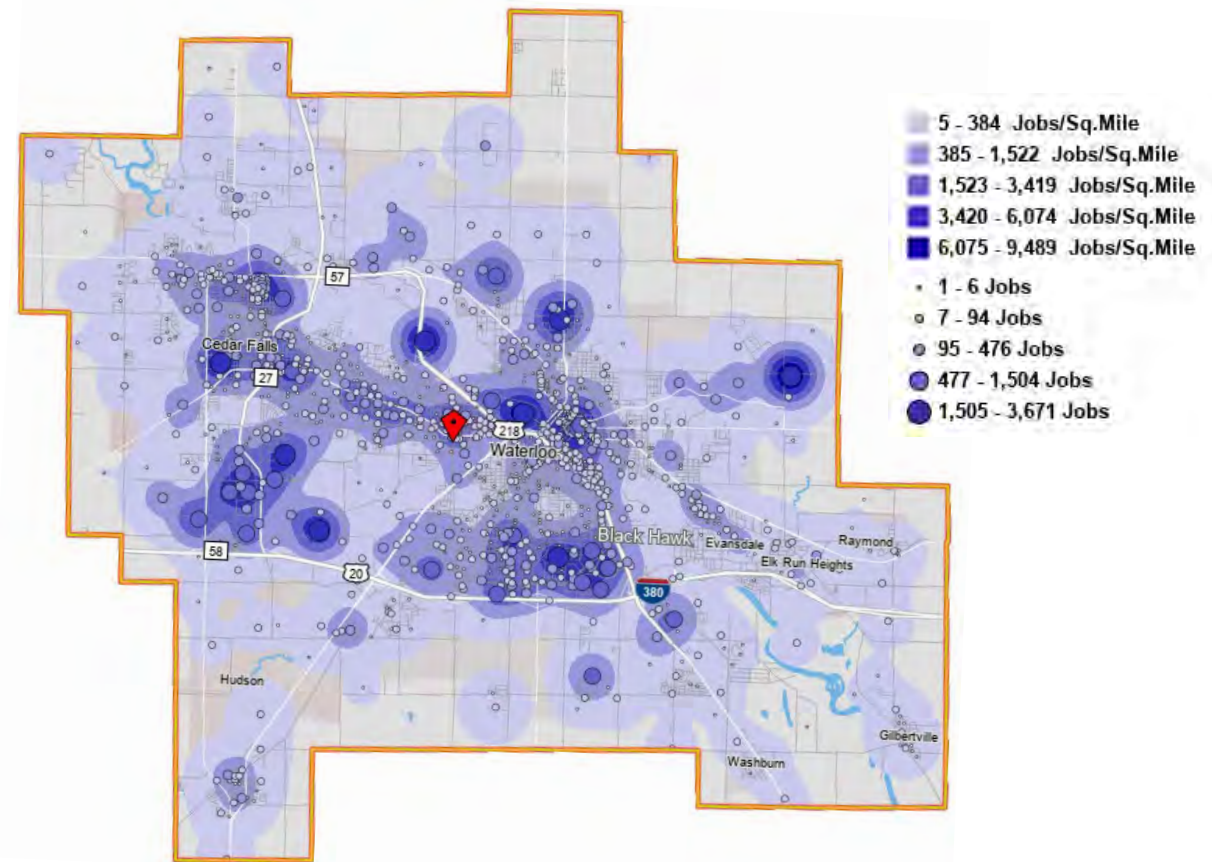 5 - 384 Jobs/Sq.Mile
385 - 1,522 Jobs/Sq.Mile
1,523 - 3,419 Jobs/Sq.Mile
3,420 - 6,074 Jobs/Sq.Mile
6,075 - 9,489 Jobs/Sq.Mile
1 - 6 Jobs
7 - 94 Jobs
95 - 476 Jobs
477 - 1,504 Jobs
1,505 - 3,671 Jobs
57
Cedar Falls
27
218
Waterloo
Black Hawk
Evansdale
Raymond
Elk Run Heights
58
20
380
Hudson
Gilbertville
Washburn